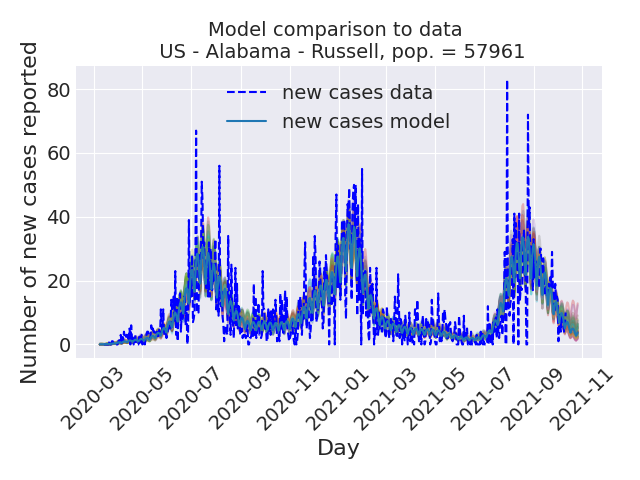 Model comparison to data
US - Alabama - Russell, pop. = 57961
Number of new cases reported
80
60
40
20
0
new cases data
new cases model
2020-03
2020-05
2020-07
2020-09
2020-11
2021-01
2021-03
2021-05
2021-07
2021-09
2021-11
Day